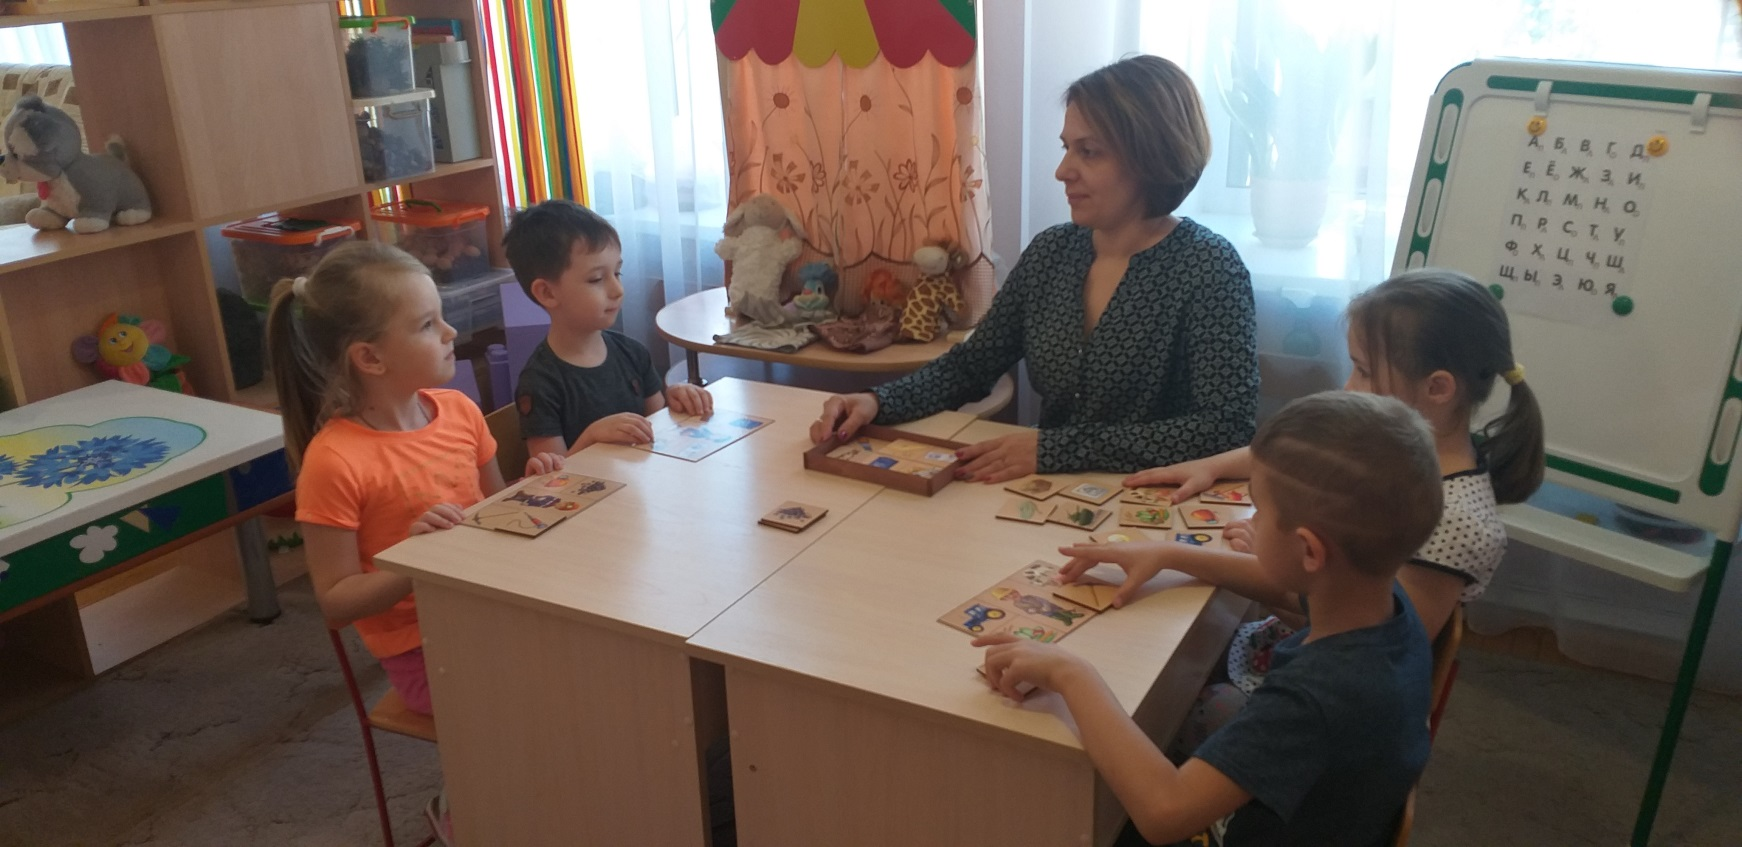 А Б В Г Д
Е Ё Ж З И
К Л М Н О
П Р С Т У
Ф Х Ц Ч Ш
Щ Ы Э Ю Я